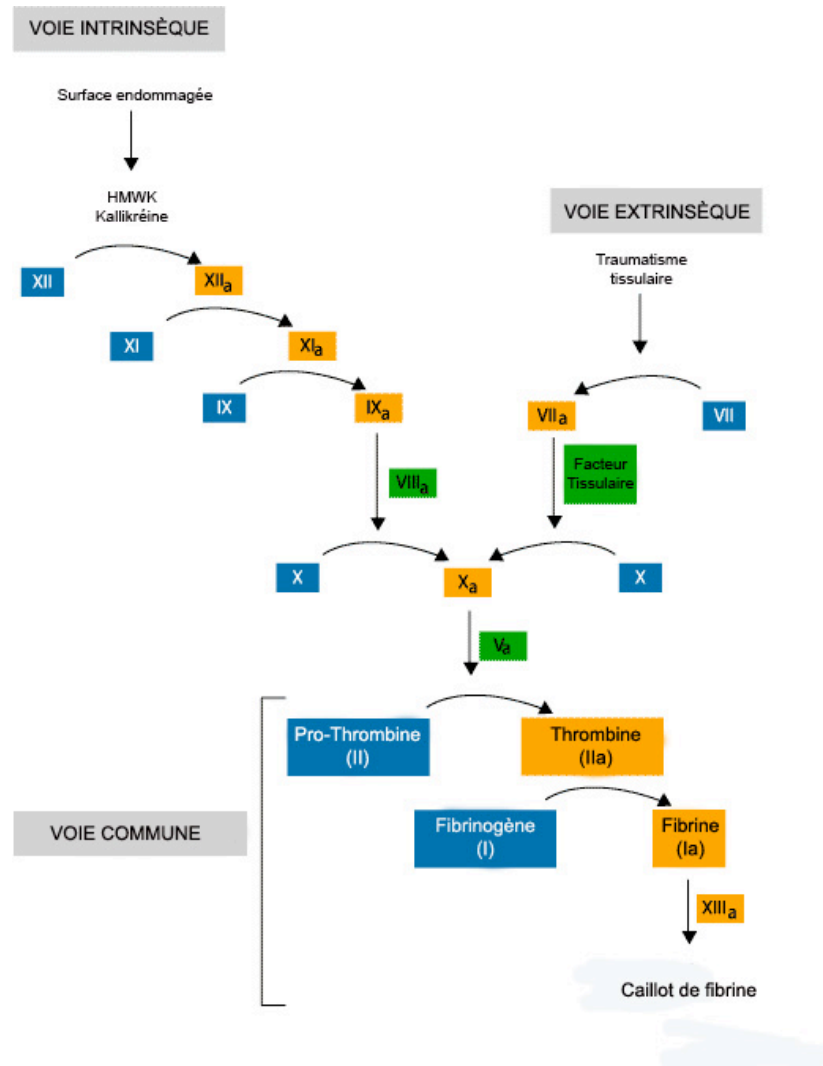 VOIE INTRINSÈQUE
Surface endommagée
HMWK
Kallikréine
VOIE EXTRINSÈQUE
Traumatisme
tissulaire
XII
XIIa
XI
XIa
IX
IXa
VIIa
VII
VIIIa
Facteur
Tissulaire
X
Xa
X
Va
Pro-Thrombine
(II)
Thrombine
(IIa)
VOIE COMMUNE
Fibrinogène
(I)
Fibrine
(Ia)
XIIIa
Caillot de fibrine